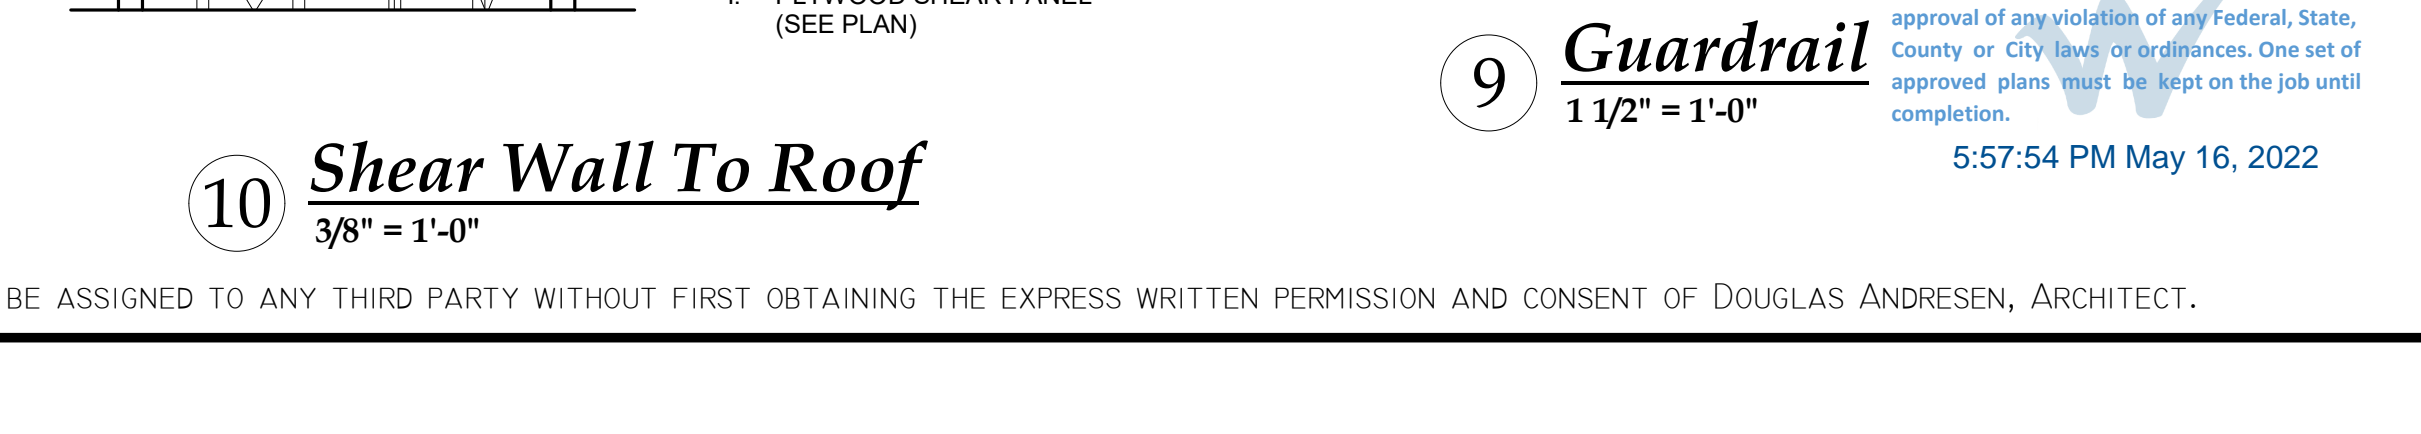 PLYWOOD SHEAR PANEL
(SEE PLAN)
9
Guardrail
1 1/2" = 1'-0"
approval of any violation of any Federal, State,
County or City laws or ordinances. One set of
approved plans must be kept on the job until
completion.
5:57:54 PM May 16, 2022
10
Shear Wall To Roof
3/8" = 1'-0"
BE ASSIGNED TO ANY THIRD PARTY WITHOUT FIRST OBTAINING THE EXPRESS WRITTEN PERMISSION AND CONSENT OF DOUGLAS ANDRESEN, ARCHITECT.